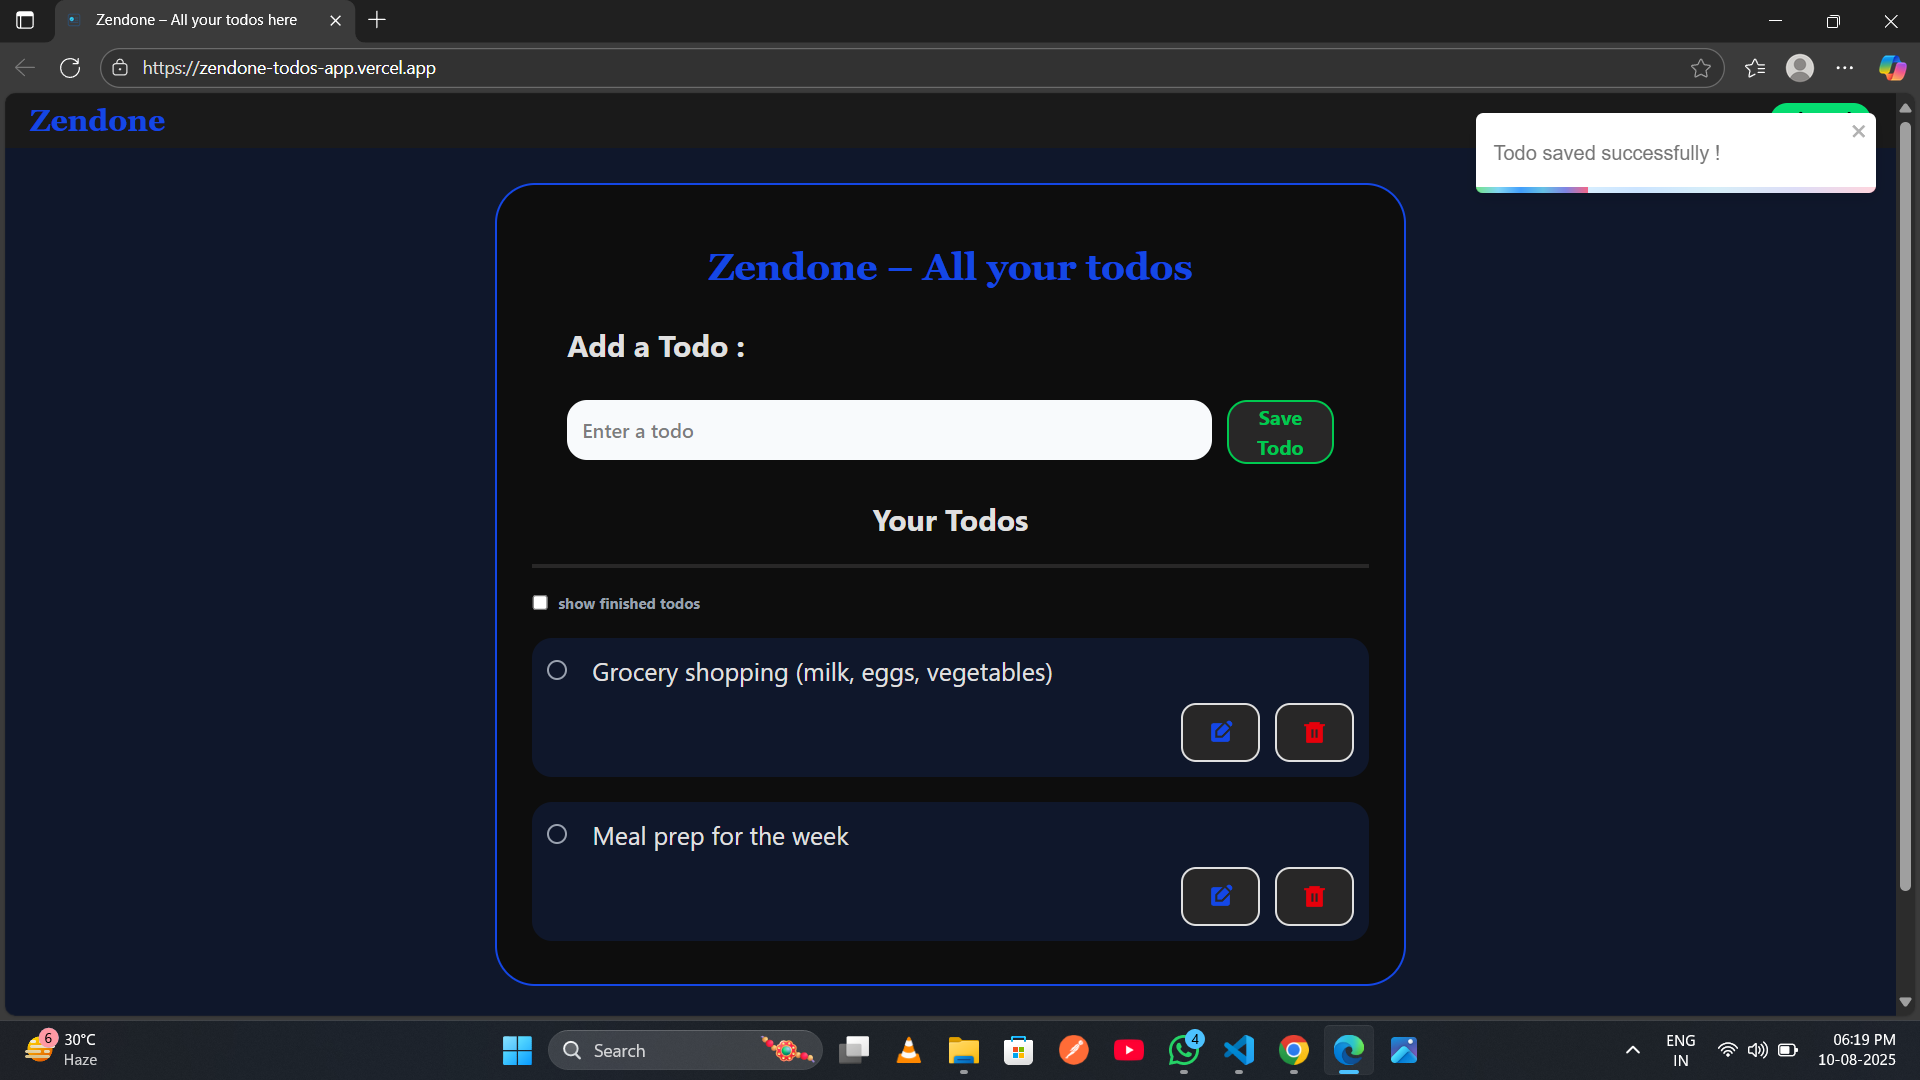 Zendone – All your todos here
https://zendone-todos-app.vercel.app
Zendone
Todo saved successfully !
Zendone – All your todos
Add a Todo :
Enter a todo
Save
Todo
Your Todos
show finished todos
Grocery shopping (milk, eggs, vegetables)
Meal prep for the week
6
30°C
Haze
Search
4
ENG
IN
06:19 PM
10-08-2025